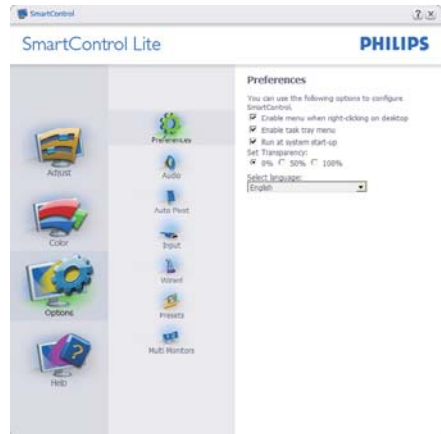 SmartControl
SmartControl Lite
PHILIPS
Adjust
Color
Options
Help
Preferences
Audio
Auto Pivot
Input
Wizard
Presets
Multi Monitors
Preferences
You can use the following options to configure
SmartControl.
Enable menu when right-clicking on desktop
Enable task tray menu
Run at system start-up
Set Transparency:
0% 50% 100%
Select language:
English